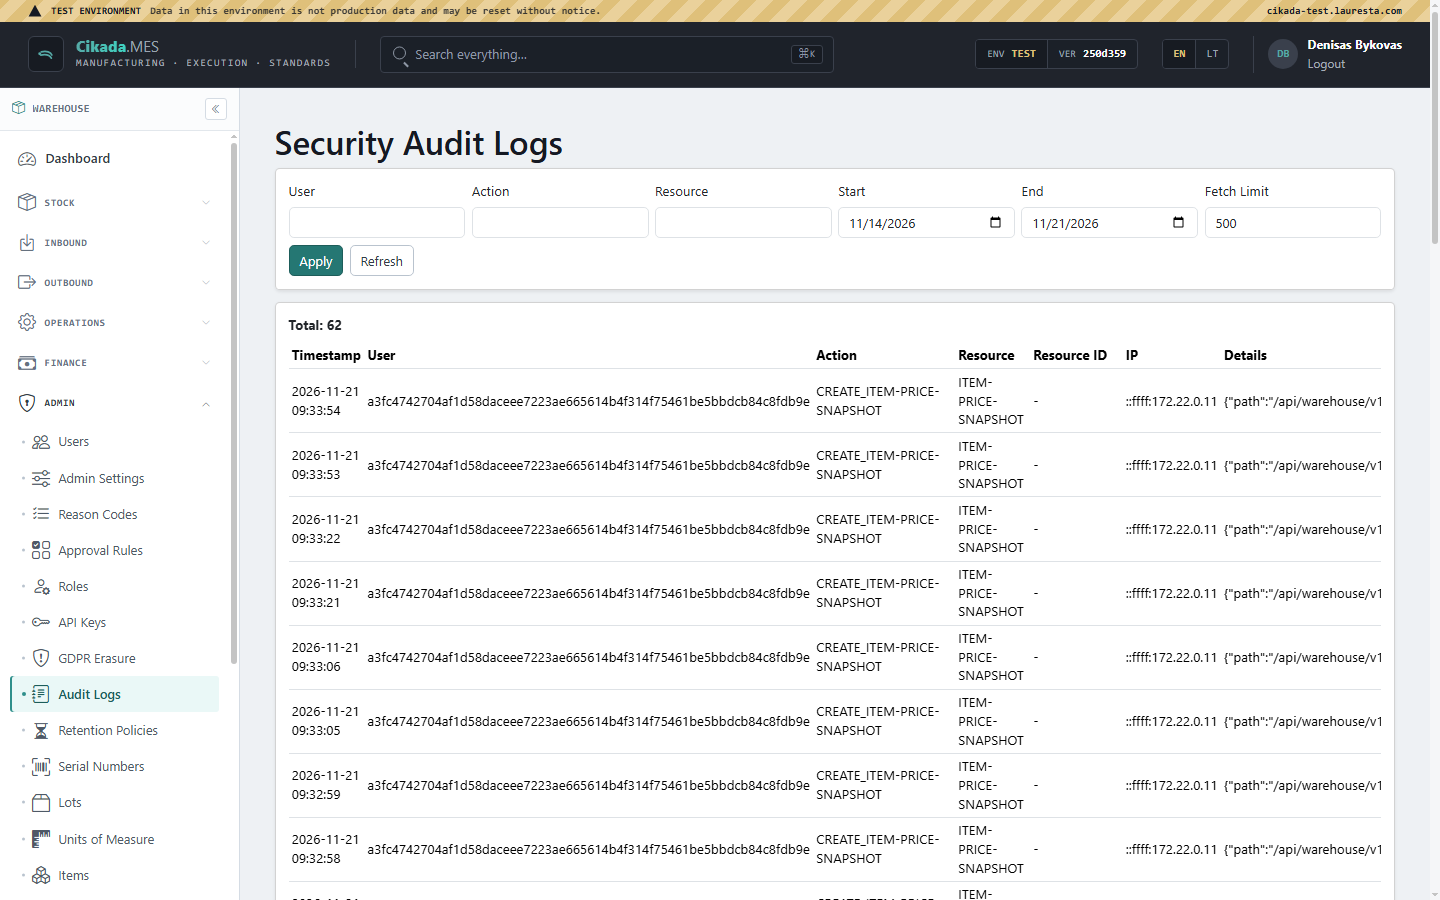 TEST ENVIRONMENT Data in this environment is not production data and may be reset without notice.
cikada-test.lauresta.com
Cikada.MES
MANUFACTURING · EXECUTION · STANDARDS
Search everything...
⌘K
ENV TEST
VER 250d359
EN
LT
DB
Denisas Bykovas
Logout
WAREHOUSE
Dashboard
STOCK
INBOUND
OUTBOUND
OPERATIONS
FINANCE
ADMIN
Users
Admin Settings
Reason Codes
Approval Rules
Roles
API Keys
GDPR Erasure
Audit Logs
Retention Policies
Serial Numbers
Lots
Units of Measure
Items
Security Audit Logs
User
Action
Resource
Start
End
Fetch Limit
11/14/2026
11/21/2026
500
Apply
Refresh
Total: 62
Timestamp User Action Resource Resource ID IP Details
2026-11-21 09:33:54 a3fc4742704af1d58daceee7223ae665614b4f314f75461be5bbdcb84c8fdb9e CREATE_ITEM-PRICE-SNAPSHOT ITEM-PRICE-SNAPSHOT - ::ffff:172.22.0.11 {"path":"/api/warehouse/v1
2026-11-21 09:33:53 a3fc4742704af1d58daceee7223ae665614b4f314f75461be5bbdcb84c8fdb9e CREATE_ITEM-PRICE-SNAPSHOT ITEM-PRICE-SNAPSHOT - ::ffff:172.22.0.11 {"path":"/api/warehouse/v1
2026-11-21 09:33:22 a3fc4742704af1d58daceee7223ae665614b4f314f75461be5bbdcb84c8fdb9e CREATE_ITEM-PRICE-SNAPSHOT ITEM-PRICE-SNAPSHOT - ::ffff:172.22.0.11 {"path":"/api/warehouse/v1
2026-11-21 09:33:21 a3fc4742704af1d58daceee7223ae665614b4f314f75461be5bbdcb84c8fdb9e CREATE_ITEM-PRICE-SNAPSHOT ITEM-PRICE-SNAPSHOT - ::ffff:172.22.0.11 {"path":"/api/warehouse/v1
2026-11-21 09:33:06 a3fc4742704af1d58daceee7223ae665614b4f314f75461be5bbdcb84c8fdb9e CREATE_ITEM-PRICE-SNAPSHOT ITEM-PRICE-SNAPSHOT - ::ffff:172.22.0.11 {"path":"/api/warehouse/v1
2026-11-21 09:33:05 a3fc4742704af1d58daceee7223ae665614b4f314f75461be5bbdcb84c8fdb9e CREATE_ITEM-PRICE-SNAPSHOT ITEM-PRICE-SNAPSHOT - ::ffff:172.22.0.11 {"path":"/api/warehouse/v1
2026-11-21 09:32:59 a3fc4742704af1d58daceee7223ae665614b4f314f75461be5bbdcb84c8fdb9e CREATE_ITEM-PRICE-SNAPSHOT ITEM-PRICE-SNAPSHOT - ::ffff:172.22.0.11 {"path":"/api/warehouse/v1
2026-11-21 09:32:58 a3fc4742704af1d58daceee7223ae665614b4f314f75461be5bbdcb84c8fdb9e CREATE_ITEM-PRICE-SNAPSHOT ITEM-PRICE-SNAPSHOT - ::ffff:172.22.0.11 {"path":"/api/warehouse/v1
ITEM-